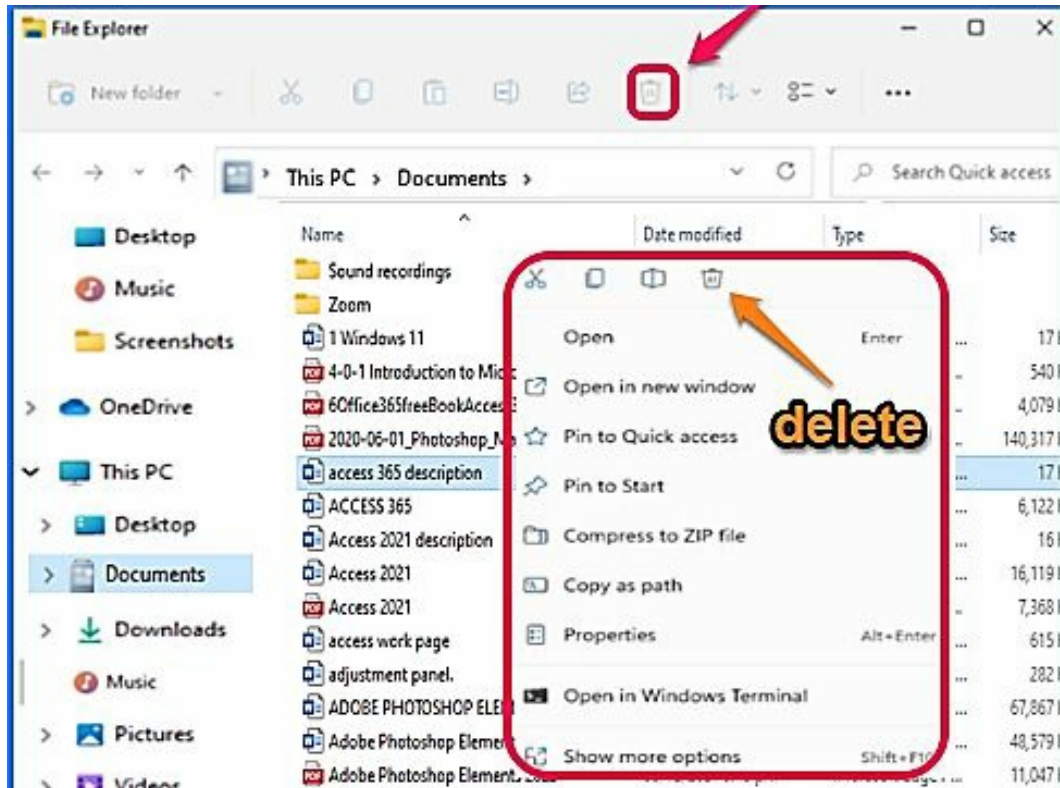 File Explorer
New folder
This PC > Documents >
Search Quick access
Desktop
Music
Screenshots
OneDrive
This PC
Desktop
Documents
Downloads
Music
Pictures
Videos
Name Date modified Type Size
Sound recordings
Zoom
1 Windows 11 ... 17
4-0-1 Introduction to 540
6Office365freeBookAcces 4,079
2020-06-01_Photoshop 140,317
access 365 description ... 17
ACCESS 365 ... 6,122
Access 2021 description ... 16
Access 2021 ... 16,119
Access 2021 7,368
access work page ... 615
adjustment panel. ... 282
ADOBE PHOTOSHOP ... 67,867
Adobe Photoshop ... 48,579
Adobe Photoshop ... 11,047
Open Enter
Open in new window
Pin to Quick access
Pin to Start
Compress to ZIP file
Copy as path
Properties Alt+Enter
Open in Windows Terminal
Show more options Shift+F10
delete